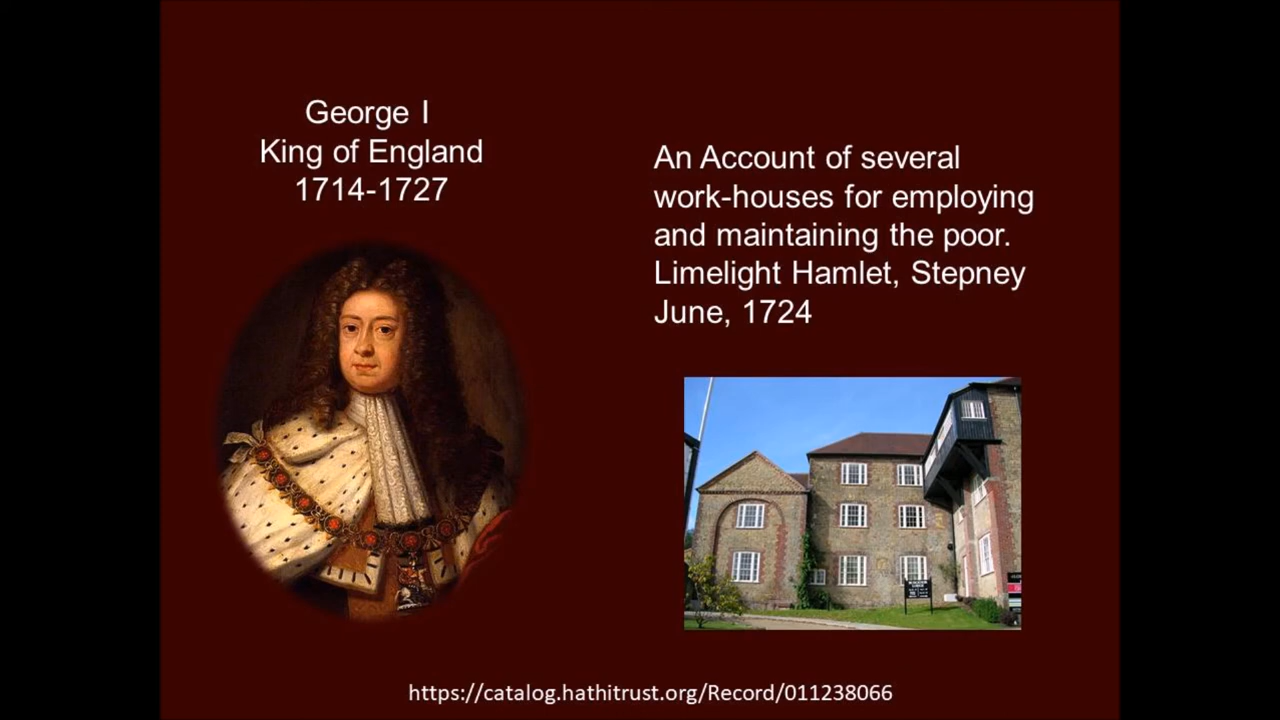 George I
King of England
1714-1727
An Account of several
work-houses for employing
and maintaining the poor.
Limelight Hamlet, Stepney
June, 1724
https://catalog.hathitrust.org/Record/011238066